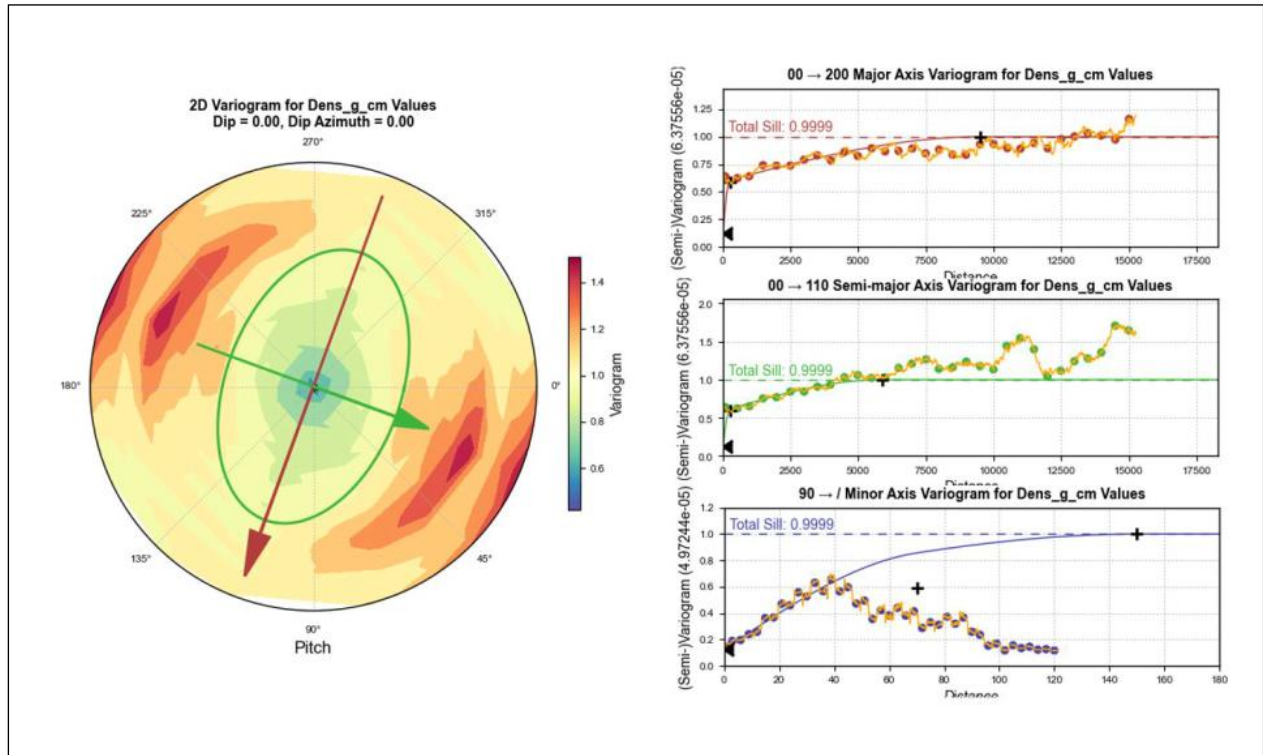 2D Variogram for Dens_g_cm Values
Dip = 0.00, Dip Azimuth = 0.00
270°
225°
315°
180°
0°
135°
45°
90°
Pitch
1.4
1.2
1.0
0.8
0.6
Variogram
00 → 200 Major Axis Variogram for Dens_g_cm Values
(Semi-)Variogram (6.37556e-05)
1.25
1.00
0.75
0.50
0.25
0.00
Total Sill: 0.9999
0 2500 5000 7500 10000 12500 15000 17500
Distance
00 → 110 Semi-major Axis Variogram for Dens_g_cm Values
(Semi-)Variogram (6.37556e-05)
2.0
1.5
1.0
0.5
0.0
Total Sill: 0.9999
0 2500 5000 7500 10000 12500 15000 17500
Distance
90 → / Minor Axis Variogram for Dens_g_cm Values
(Semi-)Variogram (4.97244e-05)
1.2
1.0
0.8
0.6
0.4
0.2
0.0
Total Sill: 0.9999
0 20 40 60 80 100 120 140 160 180
Distance